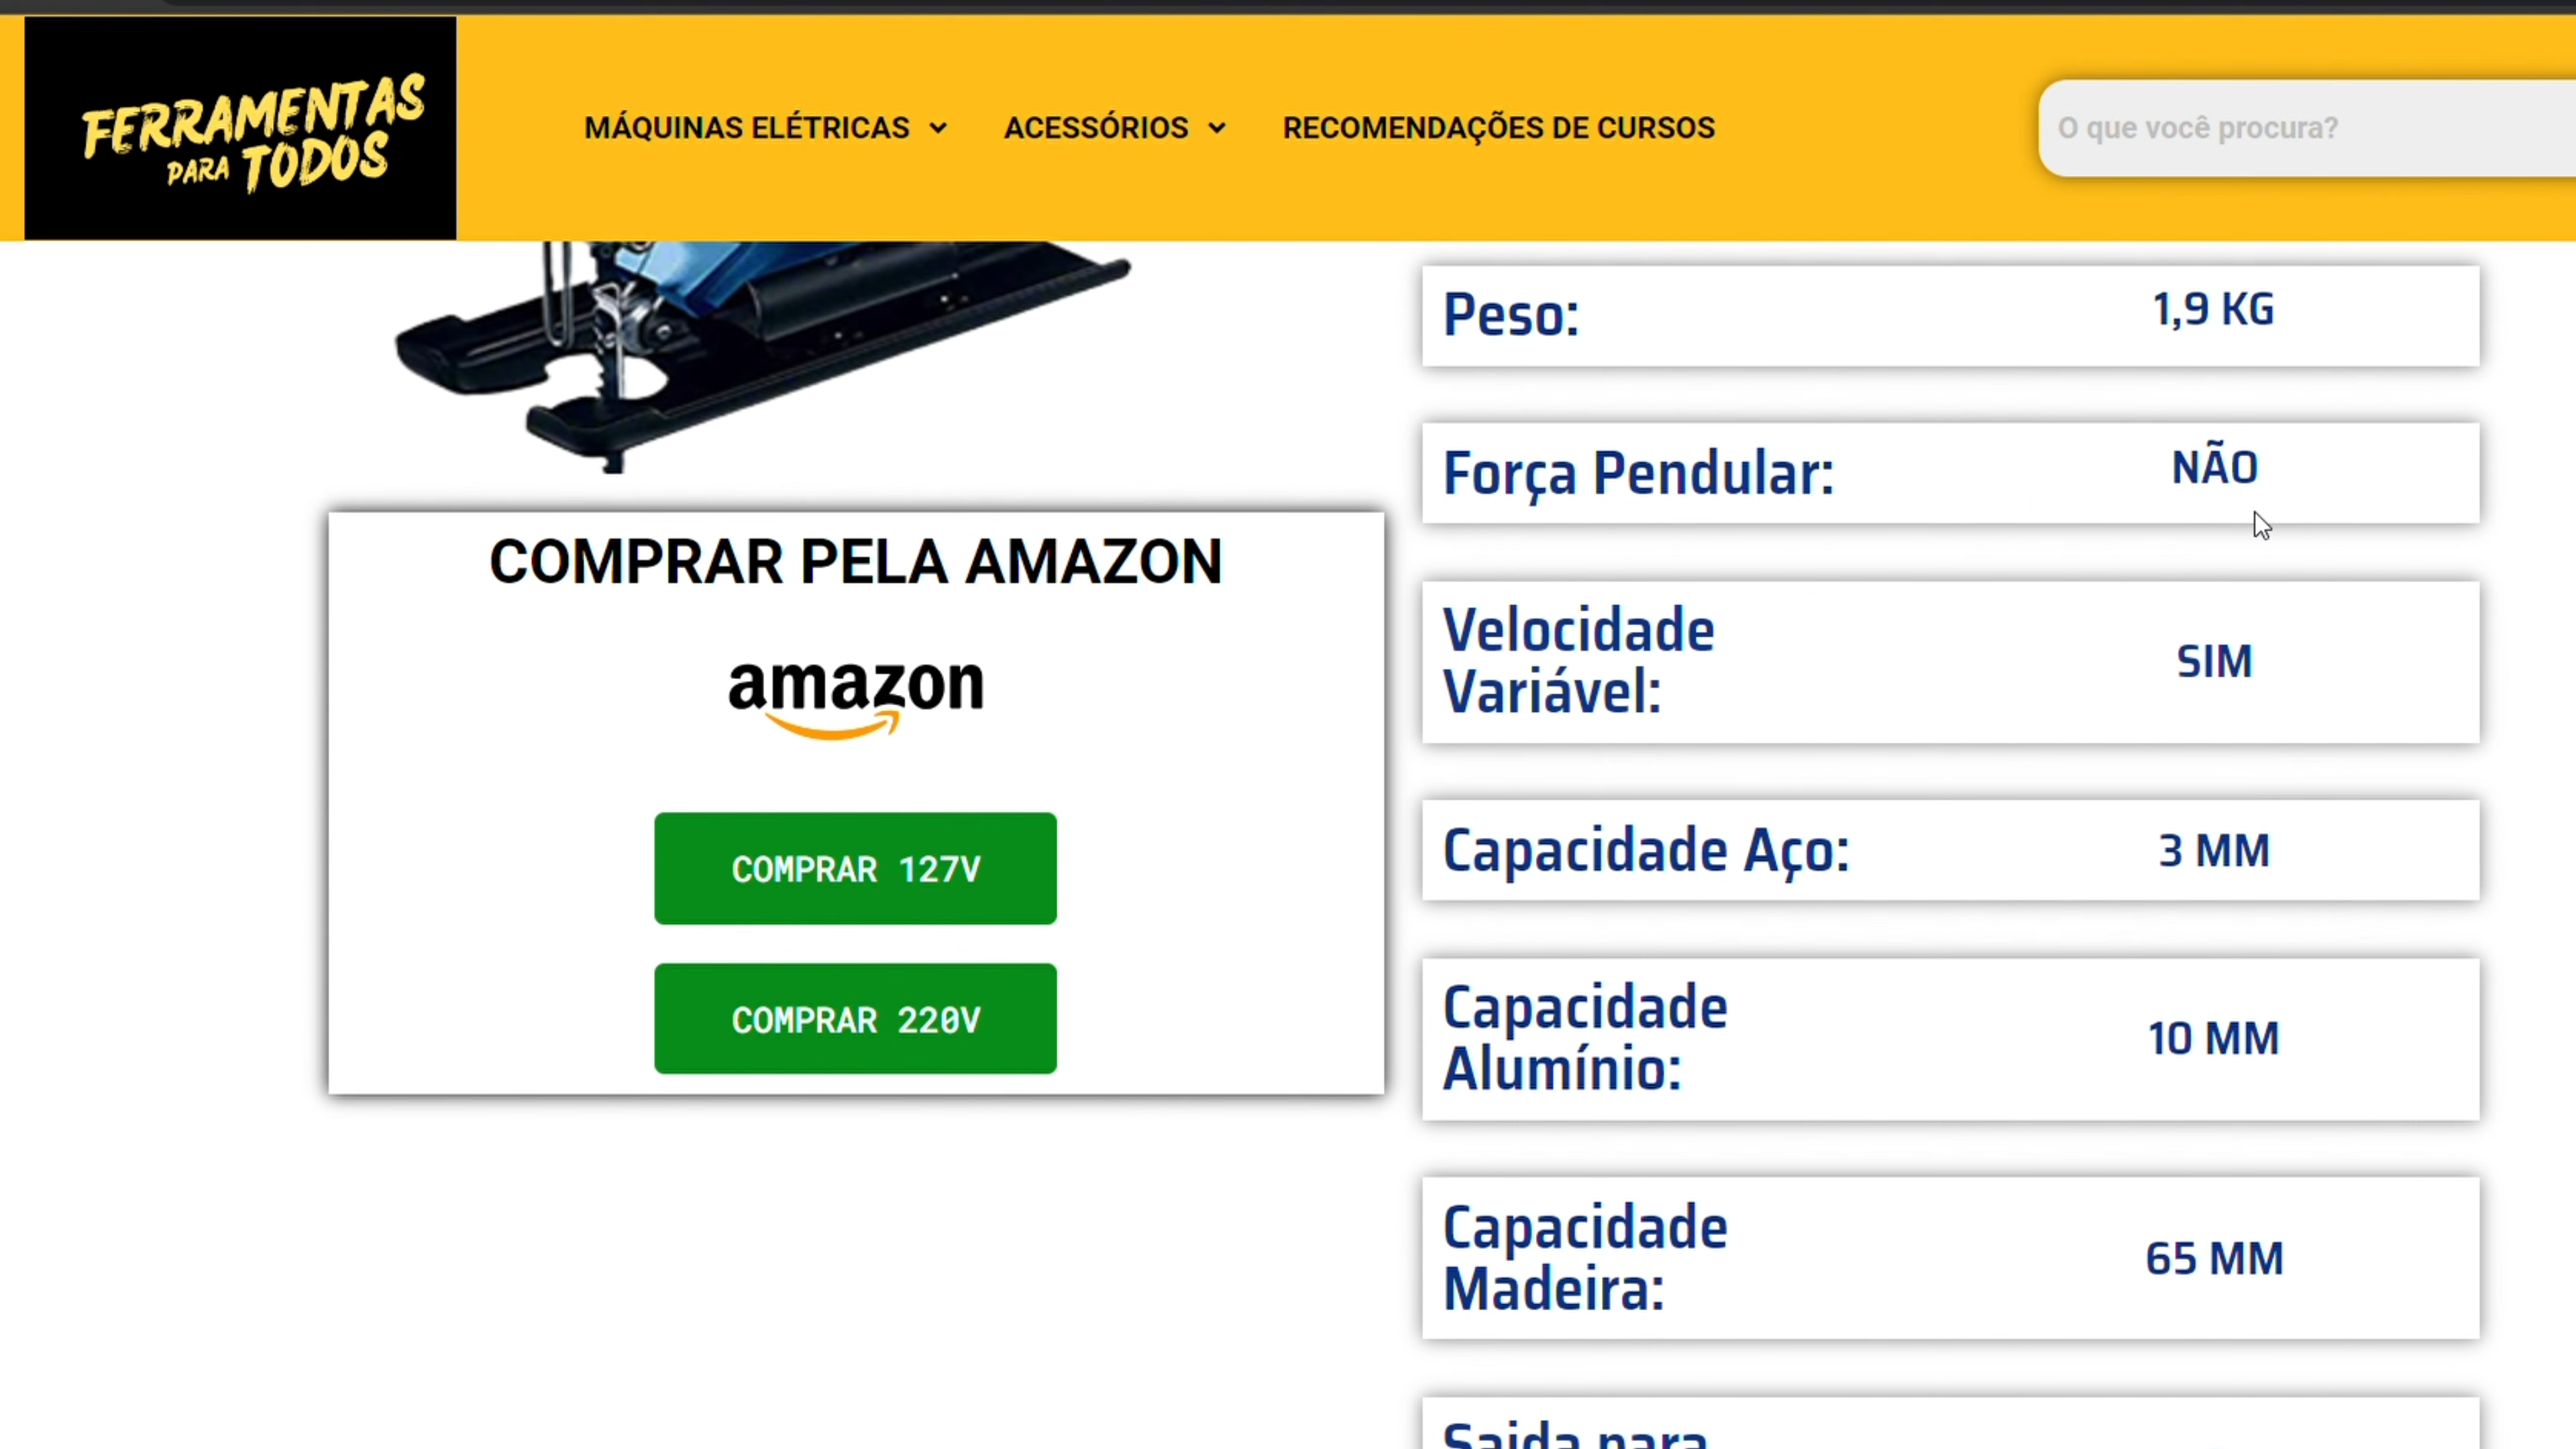 FERRAMENTAS
PARA TODOS
MÁQUINAS ELÉTRICAS
ACESSÓRIOS
RECOMENDAÇÕES DE CURSOS
O que você procura?
COMPRAR PELA AMAZON
amazon
COMPRAR 127V
COMPRAR 220V
Peso:
1,9 KG
Força Pendular:
NÃO
Velocidade
Variável:
SIM
Capacidade Aço:
3 MM
Capacidade
Alumínio:
10 MM
Capacidade
Madeira:
65 MM
Saida para